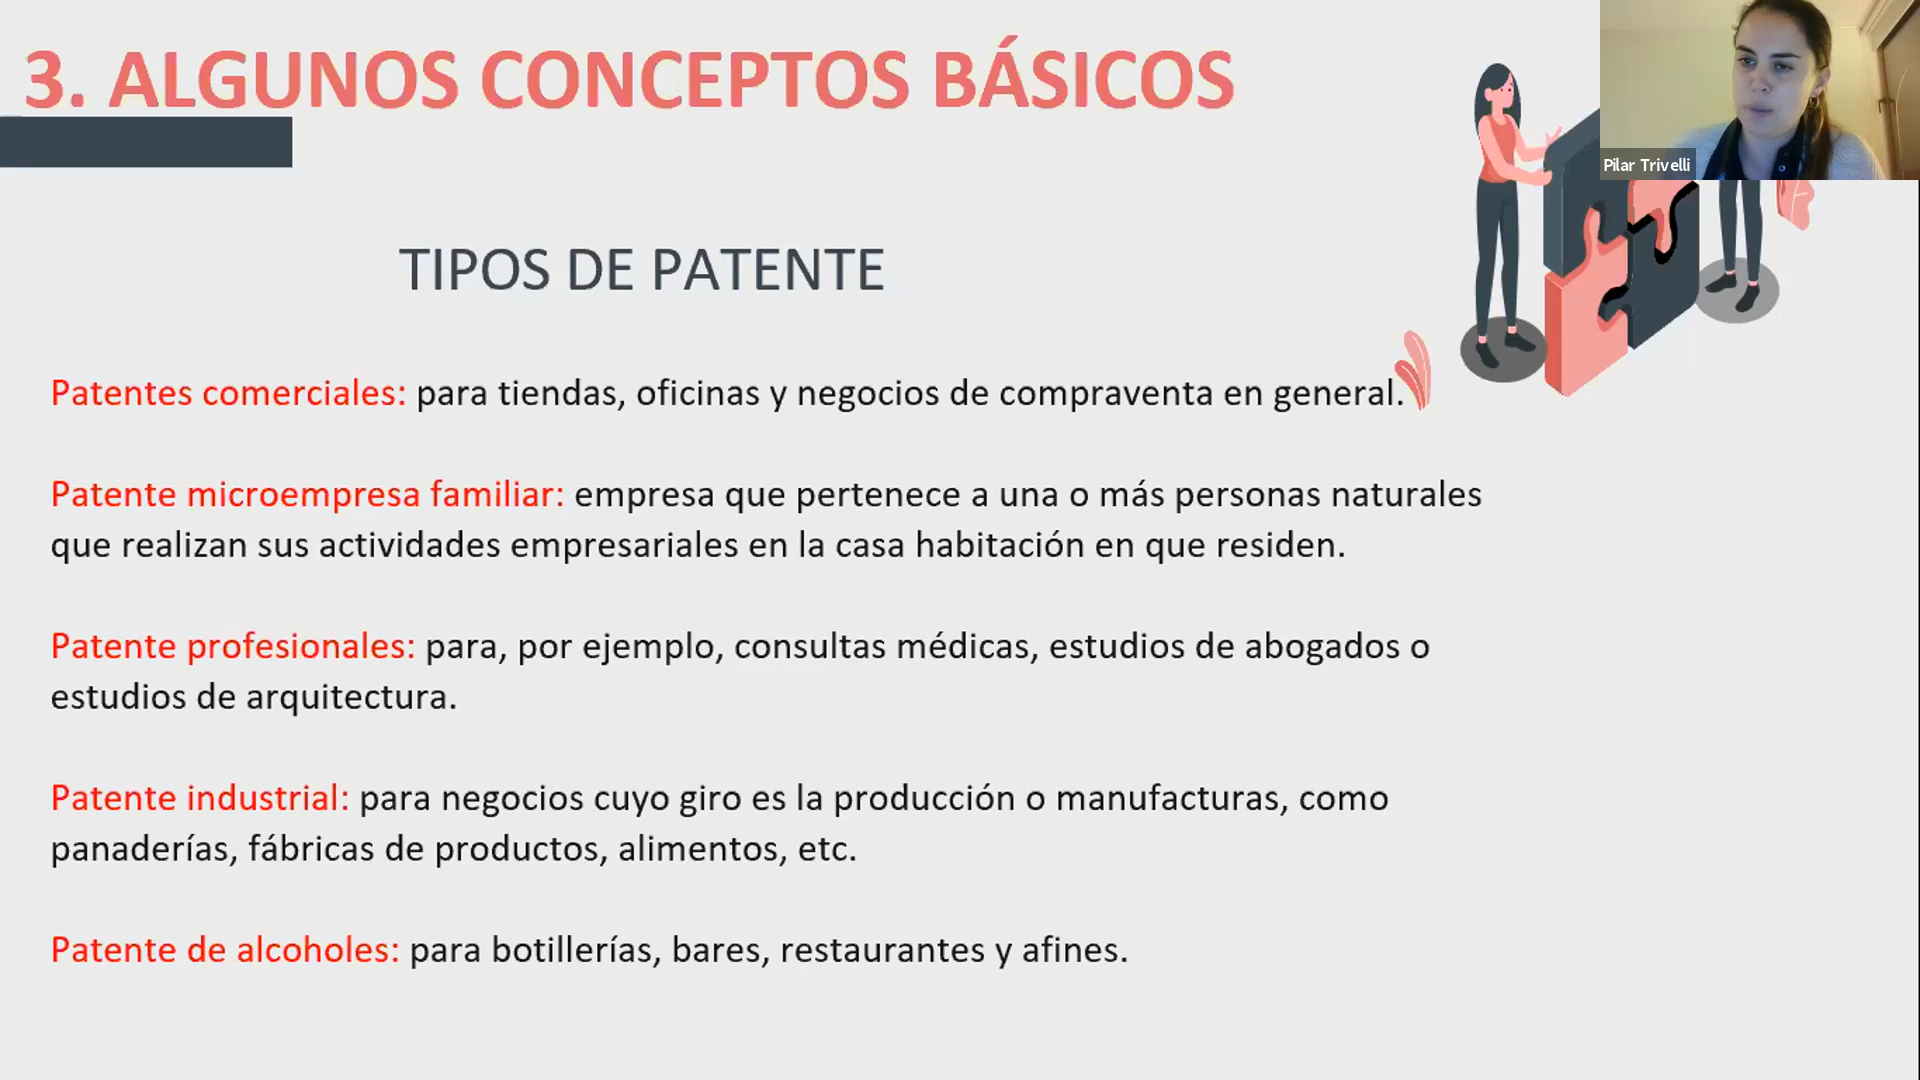 3. ALGUNOS CONCEPTOS BÁSICOS
Pilar Trivelli
TIPOS DE PATENTE
Patentes comerciales: para tiendas, oficinas y negocios de compraventa en general.
Patente microempresa familiar: empresa que pertenece a una o más personas naturales
que realizan sus actividades empresariales en la casa habitación en que residen.
Patente profesionales: para, por ejemplo, consultas médicas, estudios de abogados o
estudios de arquitectura.
Patente industrial: para negocios cuyo giro es la producción o manufacturas, como
panaderías, fábricas de productos, alimentos, etc.
Patente de alcoholes: para botillerías, bares, restaurantes y afines.